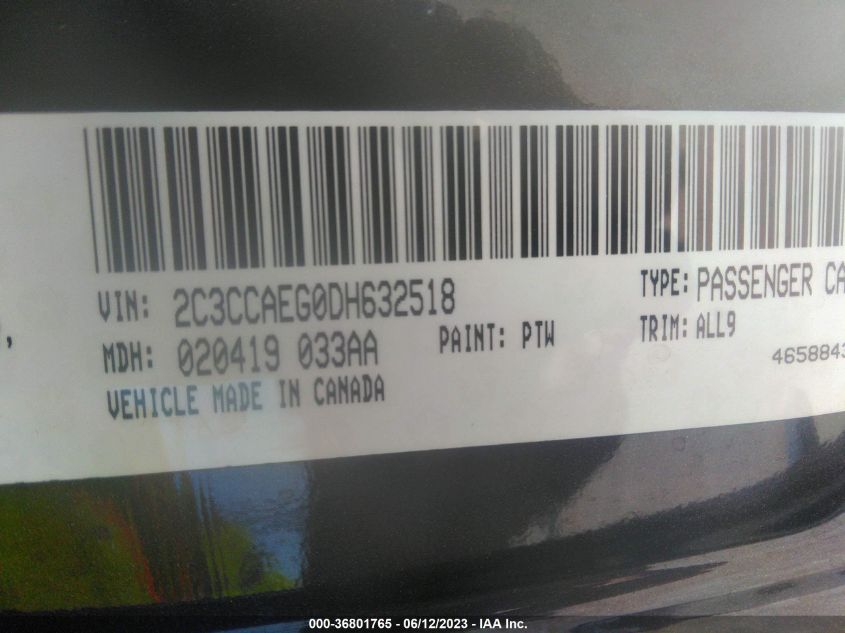 VIN: 2C3CCAEG0DH632518
TYPE: PASSENGER CA
MDH: 020419 033AA
PAINT: PTW
TRIM: ALL9
465884
VEHICLE MADE IN CANADA
000-36801765 - 06/12/2023 - IAA Inc.